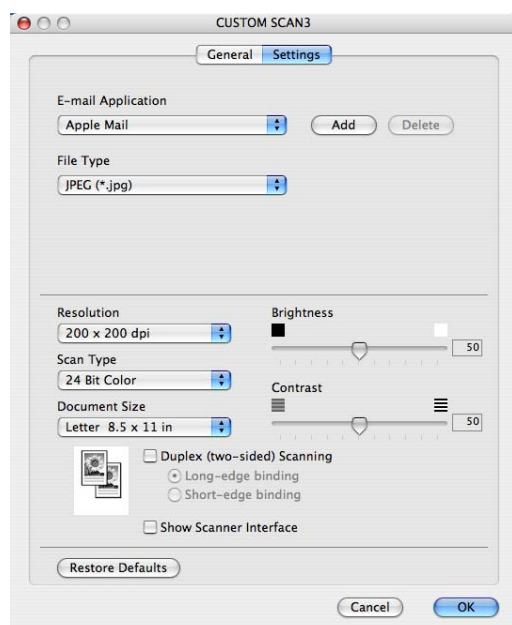 CUSTOM SCAN3
General Settings
E-mail Application
Apple Mail Add Delete
File Type
JPEG (*.jpg)
Resolution
200 x 200 dpi
Scan Type
24 Bit Color
Document Size
Letter 8.5 x 11 in
Brightness
50
Contrast
50
Duplex (two-sided) Scanning
Long-edge binding
Short-edge binding
Show Scanner Interface
Restore Defaults
Cancel OK